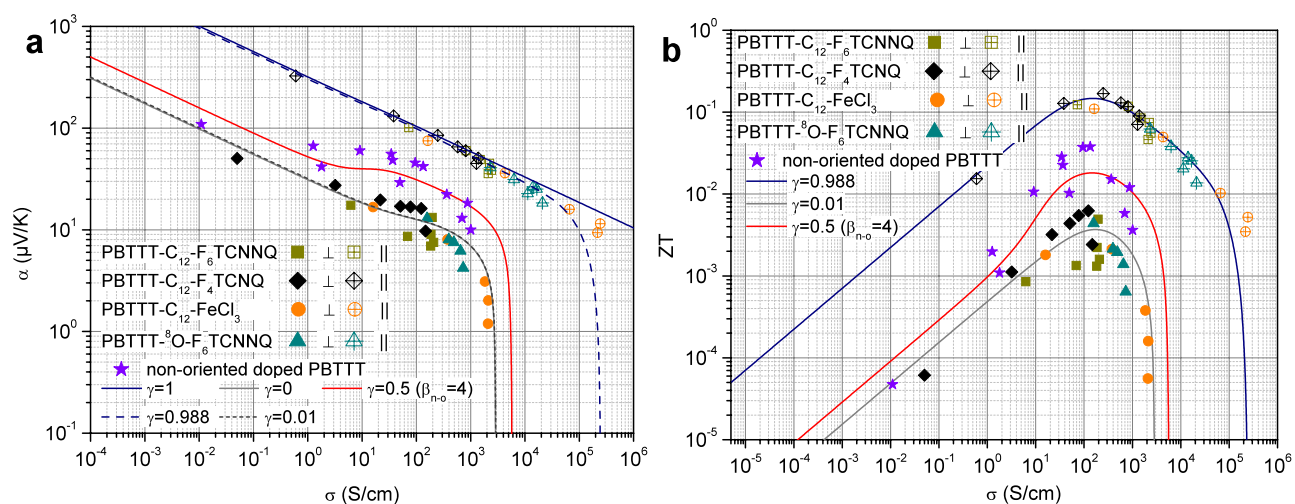 a
α (μV/K)
10³
10²
10¹
10⁰
10⁻¹
PBTTT-C₁₂-F₆TCNNQ ⊥ ||
PBTTT-C₁₂-F₄TCNQ ⊥ ||
PBTTT-C₁₂-FeCl₃ ⊥ ||
PBTTT-⁸O-F₆TCNNQ ⊥ ||
non-oriented doped PBTTT
γ=1 γ=0 γ=0.5 (βₙ₋ₒ=4)
γ=0.988 γ=0.01
10⁻⁴ 10⁻³ 10⁻² 10⁻¹ 10⁰ 10¹ 10² 10³ 10⁴ 10⁵ 10⁶
σ (S/cm)
b
ZT
10⁰
10⁻¹
10⁻²
10⁻³
10⁻⁴
10⁻⁵
PBTTT-C₁₂-F₆TCNNQ ⊥ ||
PBTTT-C₁₂-F₄TCNQ ⊥ ||
PBTTT-C₁₂-FeCl₃ ⊥ ||
PBTTT-⁸O-F₆TCNNQ ⊥ ||
non-oriented doped PBTTT
γ=0.988
γ=0.01
γ=0.5 (βₙ₋ₒ=4)
10⁻⁵ 10⁻⁴ 10⁻³ 10⁻² 10⁻¹ 10⁰ 10¹ 10² 10³ 10⁴ 10⁵ 10⁶
σ (S/cm)